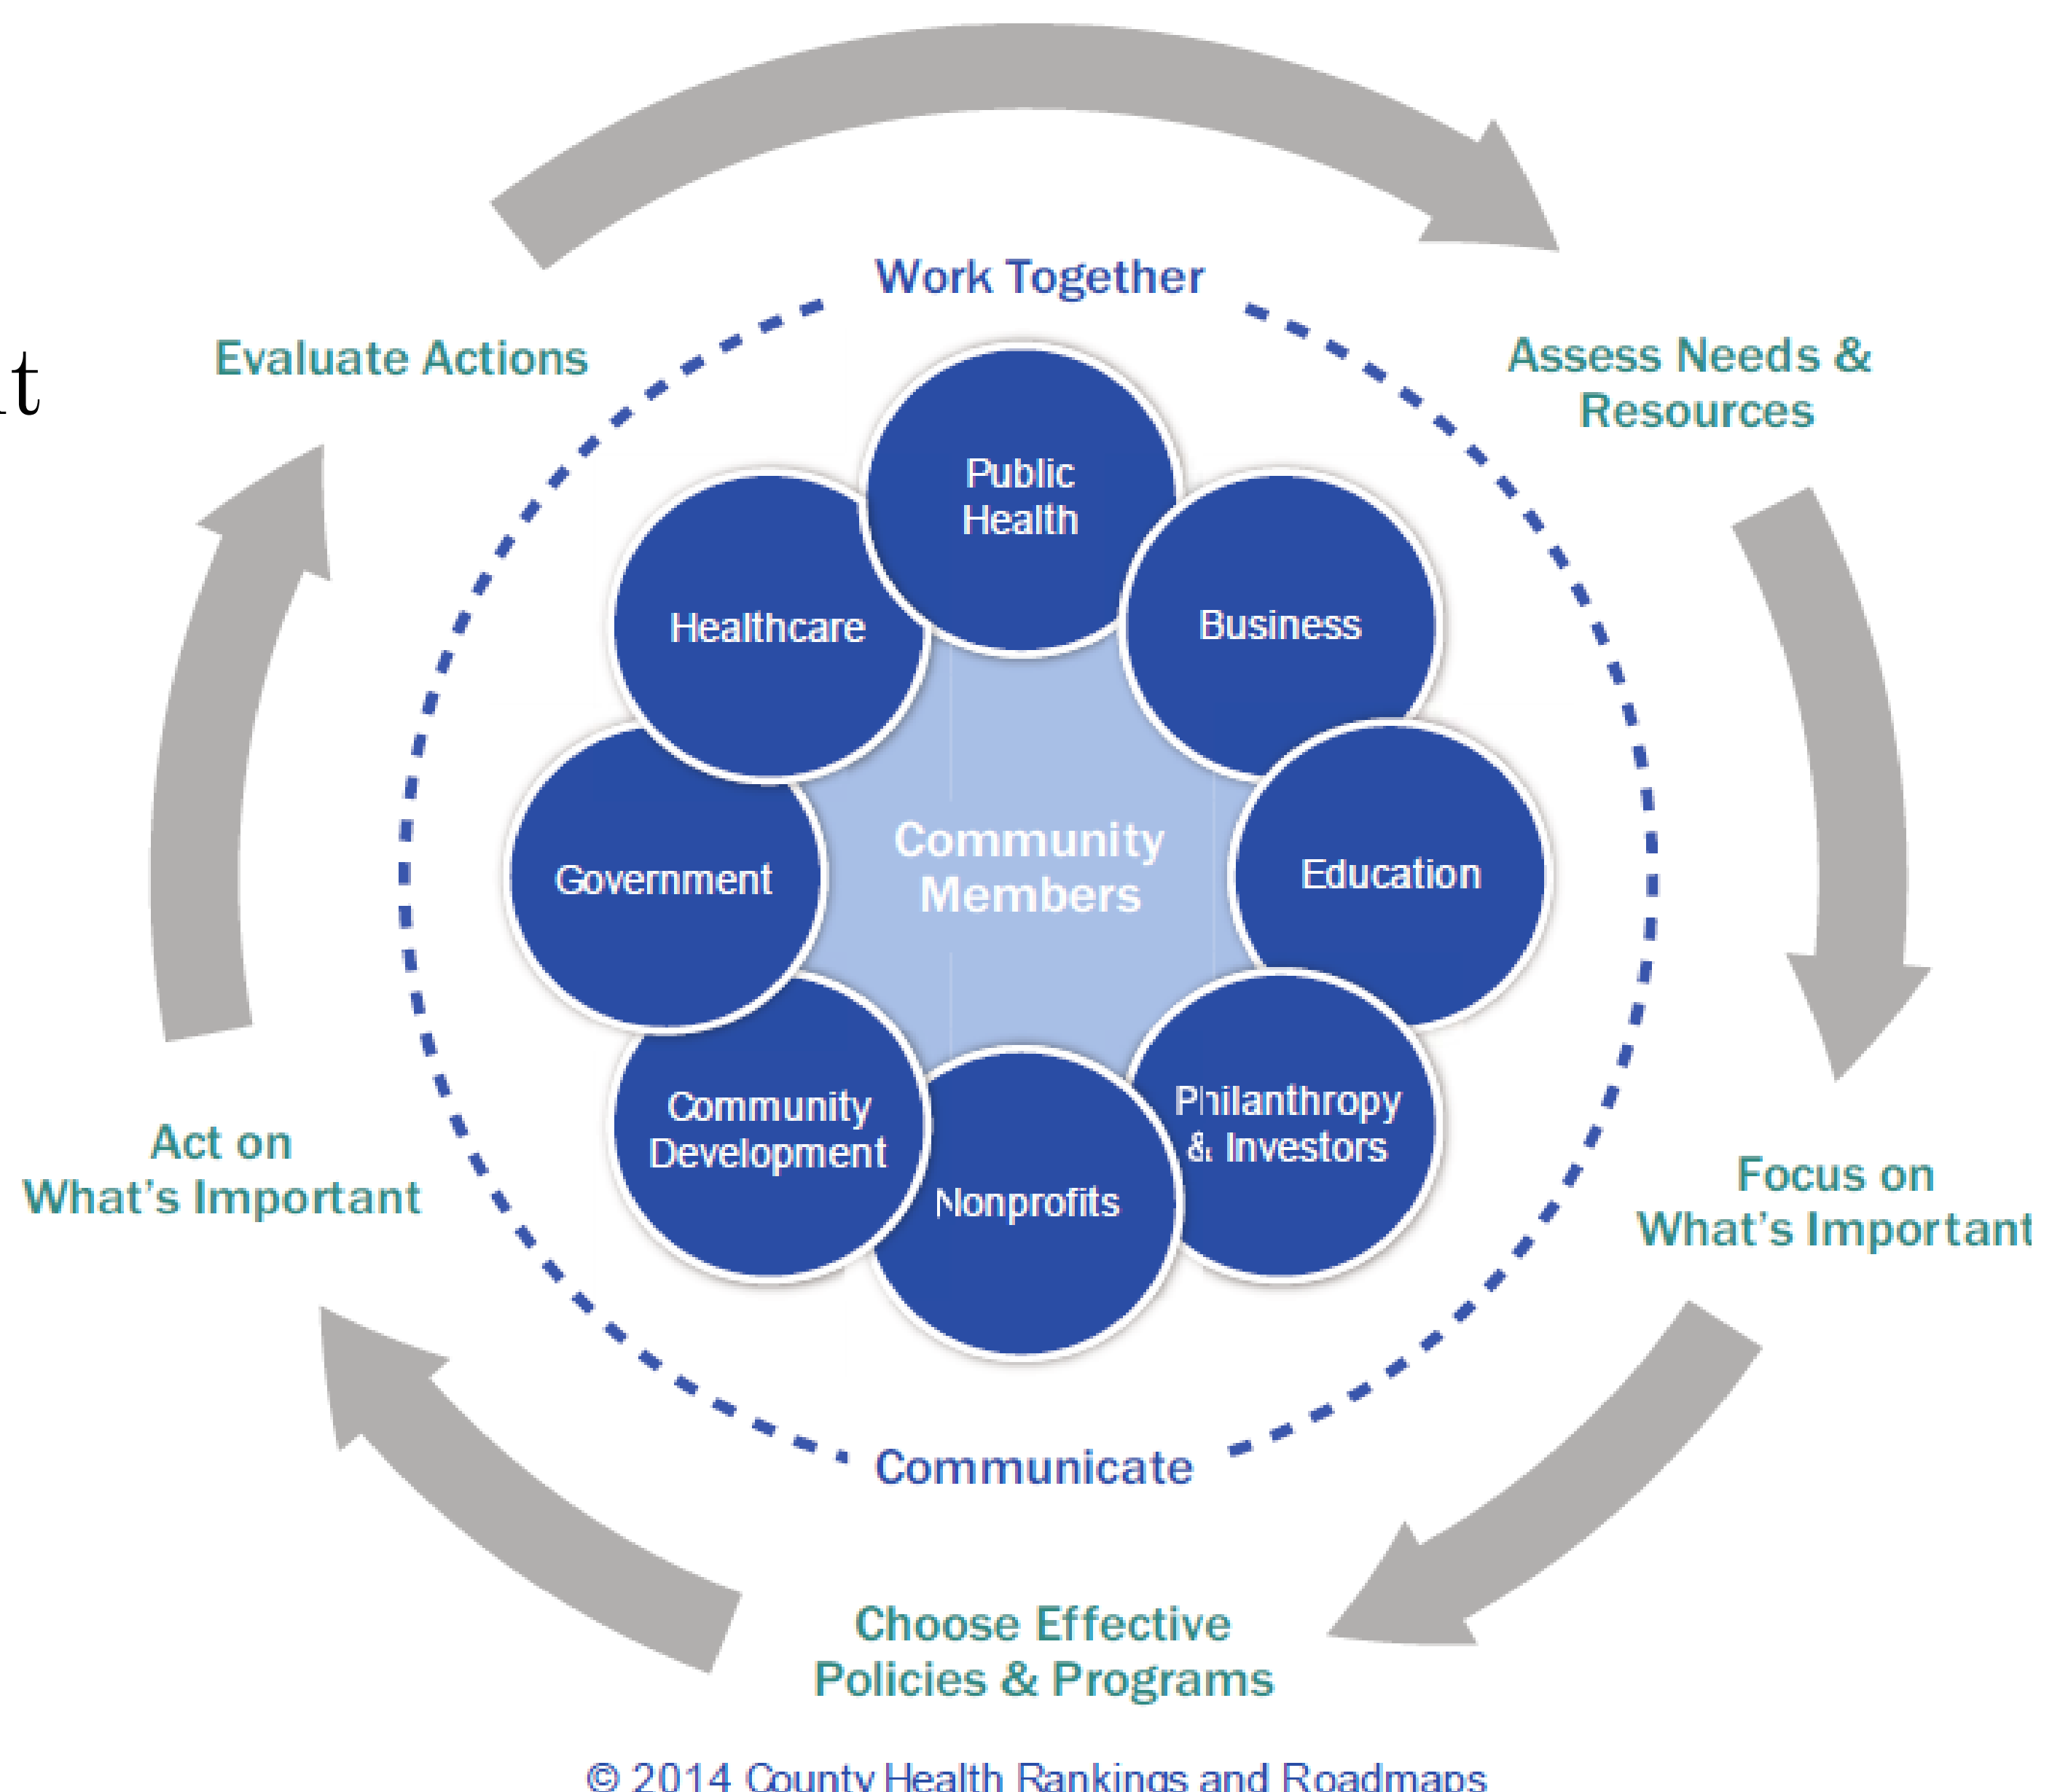 Work Together
Evaluate Actions
Assess Needs &
Resources
Public
Health
Healthcare
Business
Community
Members
Government
Education
Community
Development
Philanthropy
& Investors
Nonprofits
Act on
What's Important
Focus on
What's Important
Communicate
Choose Effective
Policies & Programs
© 2014 County Health Rankings and Roadmaps